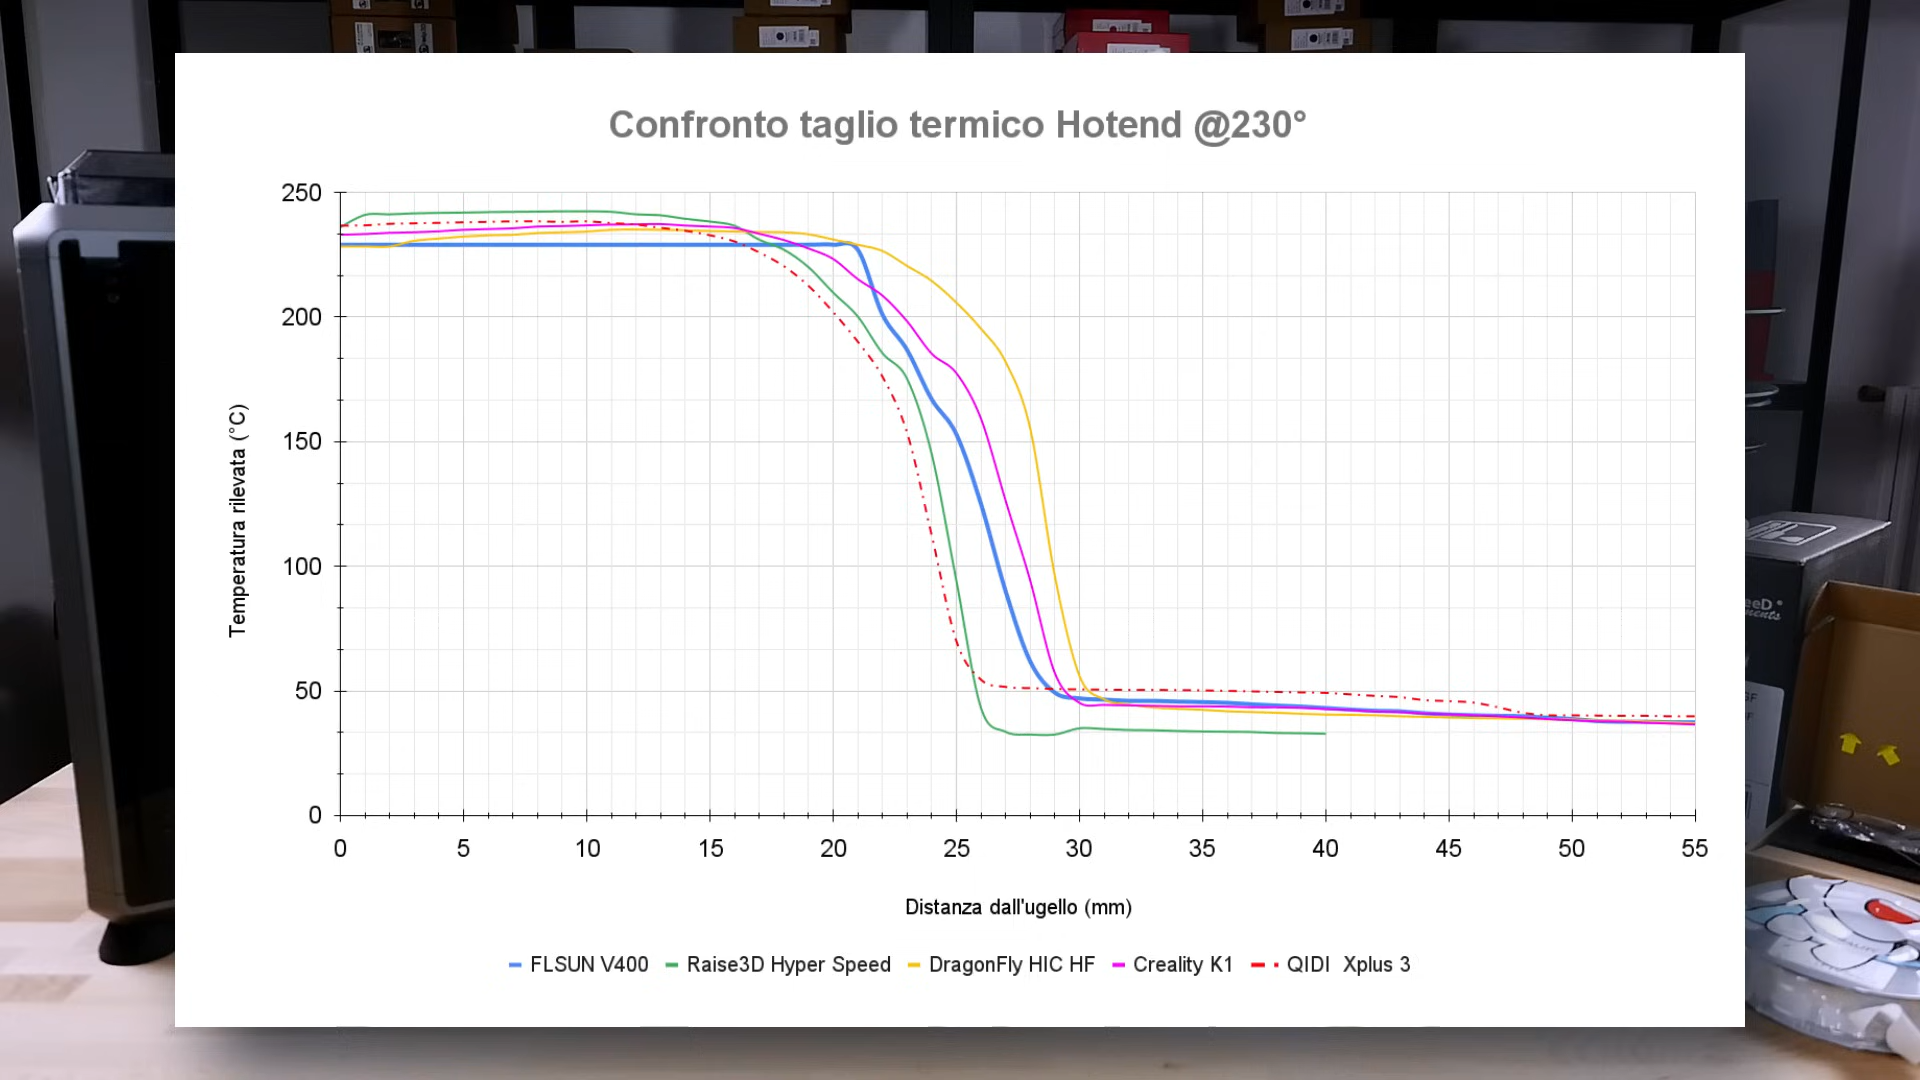 Confronto taglio termico Hotend @230°
Temperatura rilevata (°C)
250
200
150
100
50
0
0 5 10 15 20 25 30 35 40 45 50 55
Distanza dall'ugello (mm)
FLSUN V400 Raise3D Hyper Speed DragonFly HIC HF Creality K1 QIDI Xplus 3